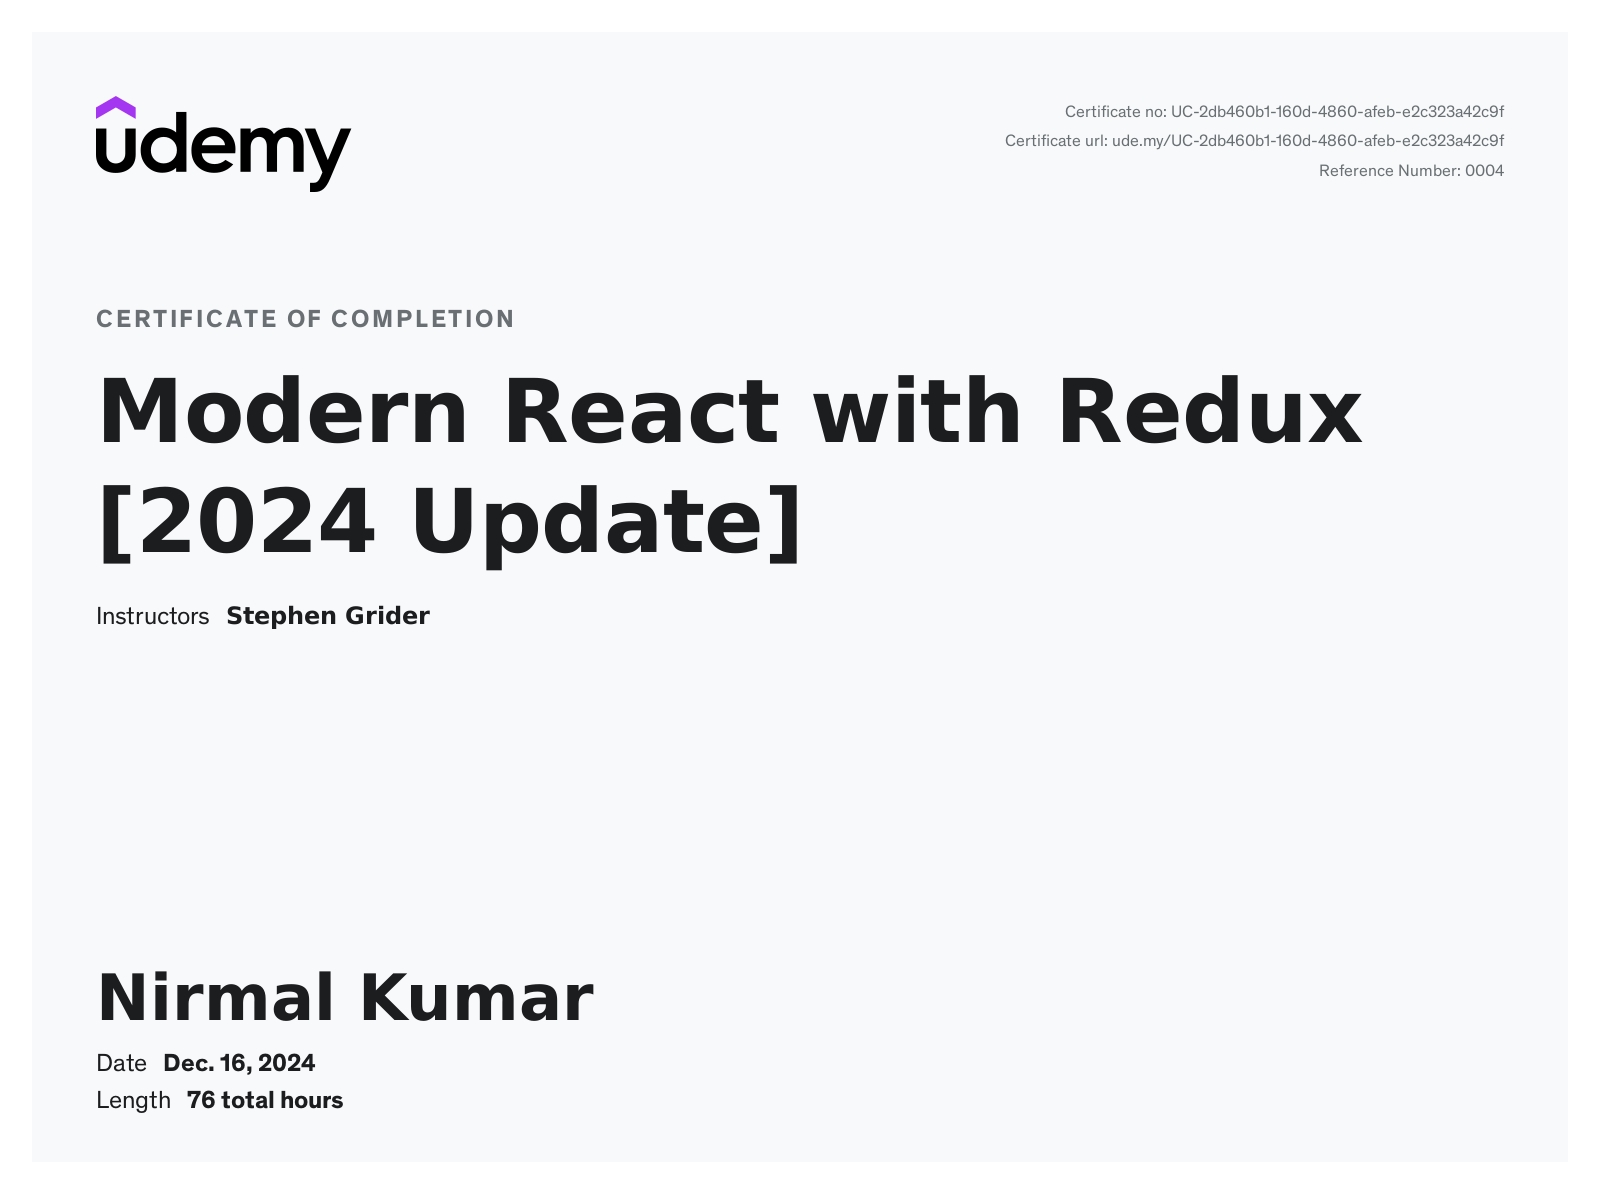 udemy
Certificate no: UC-2db460b1-160d-4860-afeb-e2c323a42c9f
Certificate url: ude.my/UC-2db460b1-160d-4860-afeb-e2c323a42c9f
Reference Number: 0004
CERTIFICATE OF COMPLETION
Modern React with Redux
[2024 Update]
Instructors Stephen Grider
Nirmal Kumar
Date Dec. 16, 2024
Length 76 total hours